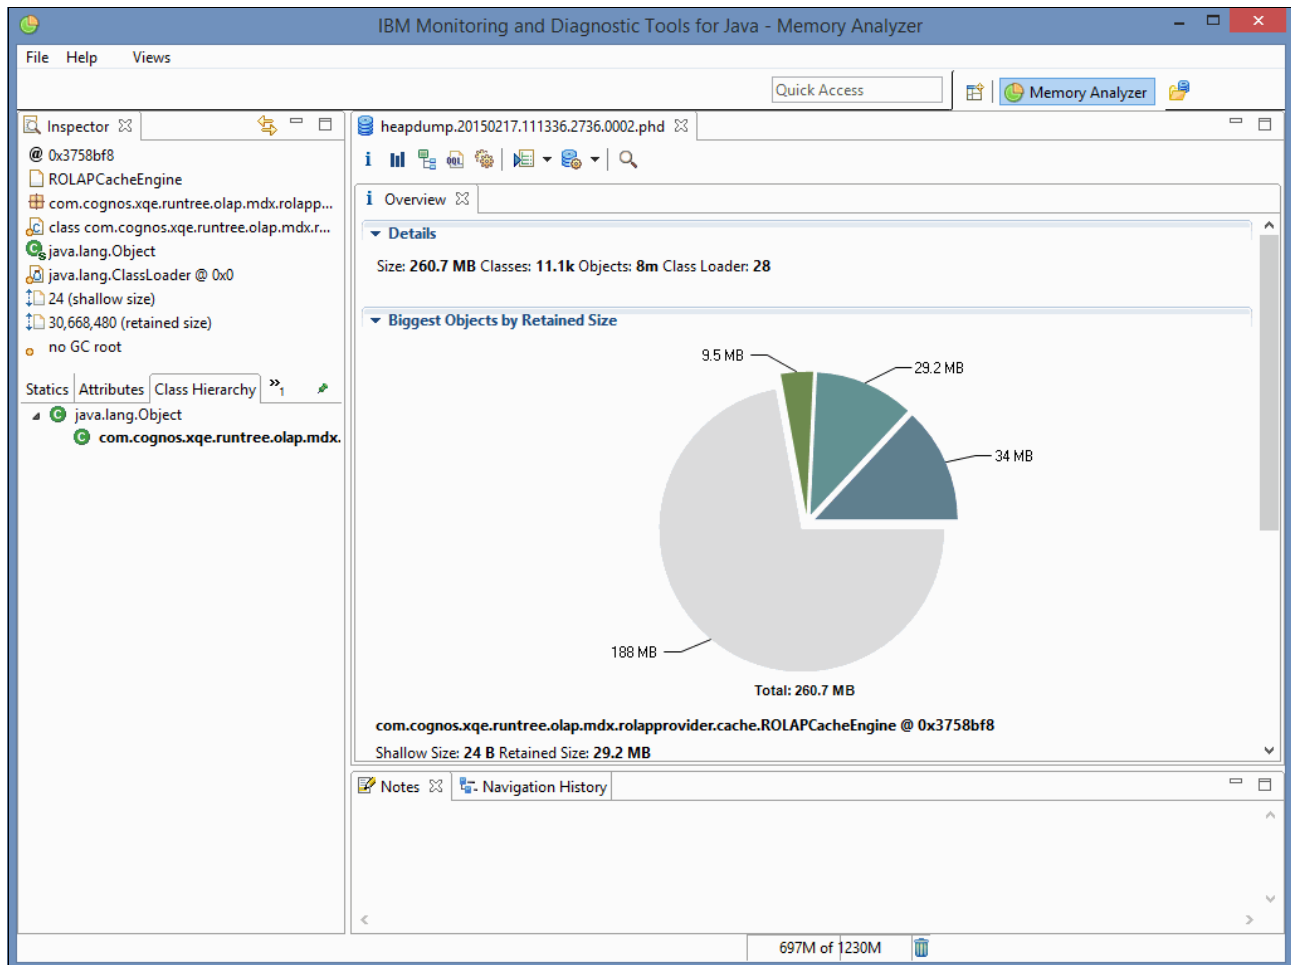 IBM Monitoring and Diagnostic Tools for Java - Memory Analyzer
File Help Views
Quick Access
Memory Analyzer
Inspector
@ 0x3758bf8
ROLAPCacheEngine
com.cognos.xqe.runtree.olap.mdx.rolapp...
class com.cognos.xqe.runtree.olap.mdx.r...
java.lang.Object
java.lang.ClassLoader @ 0x0
24 (shallow size)
30,668,480 (retained size)
no GC root
Statics Attributes Class Hierarchy »1
java.lang.Object
com.cognos.xqe.runtree.olap.mdx.
heapdump.20150217.111336.2736.0002.phd
i OQL
i Overview
Details
Size: 260.7 MB Classes: 11.1k Objects: 8m Class Loader: 28
Biggest Objects by Retained Size
9.5 MB
29.2 MB
34 MB
188 MB
Total: 260.7 MB
com.cognos.xqe.runtree.olap.mdx.rolapprovider.cache.ROLAPCacheEngine @ 0x3758bf8
Shallow Size: 24 B Retained Size: 29.2 MB
Notes Navigation History
697M of 1230M